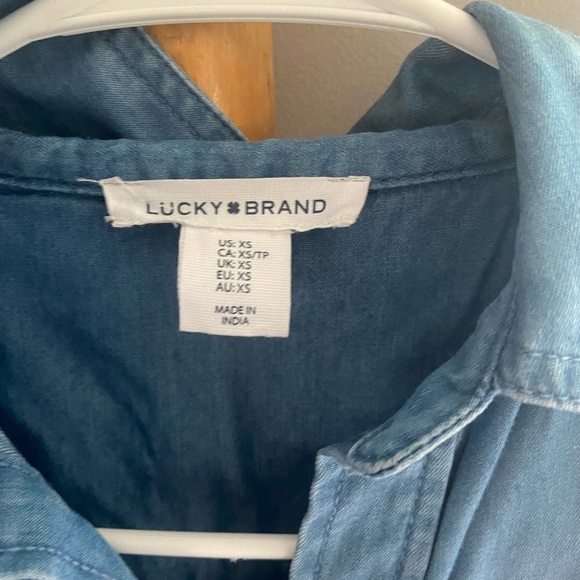 LUCKY BRAND
US: XS
CA: XS/TP
UK: XS
EU: XS
AU: XS
MADE IN
INDIA